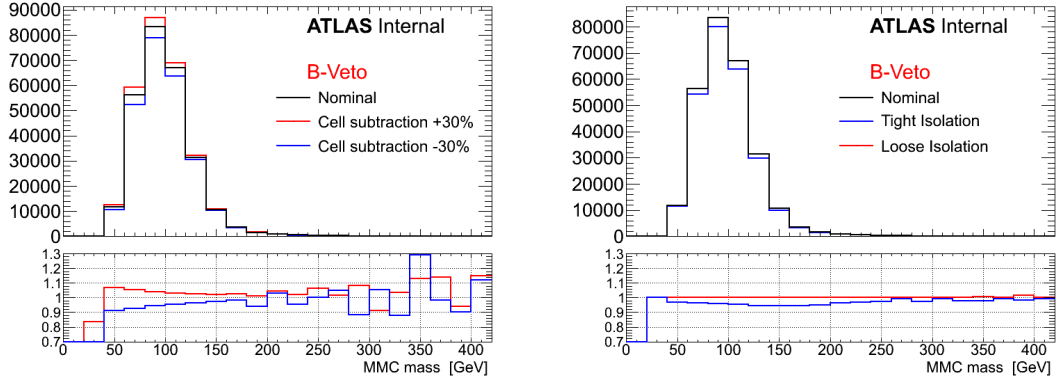 90000
80000
70000
60000
50000
40000
30000
20000
10000
0
ATLAS Internal
B-Veto
Nominal
Cell subtraction +30%
Cell subtraction -30%
1.3
1.2
1.1
1
0.9
0.8
0.7
0 50 100 150 200 250 300 350 400
MMC mass [GeV]
80000
70000
60000
50000
40000
30000
20000
10000
0
ATLAS Internal
B-Veto
Nominal
Tight Isolation
Loose Isolation
1.3
1.2
1.1
1
0.9
0.8
0.7
0 50 100 150 200 250 300 350 400
MMC mass [GeV]